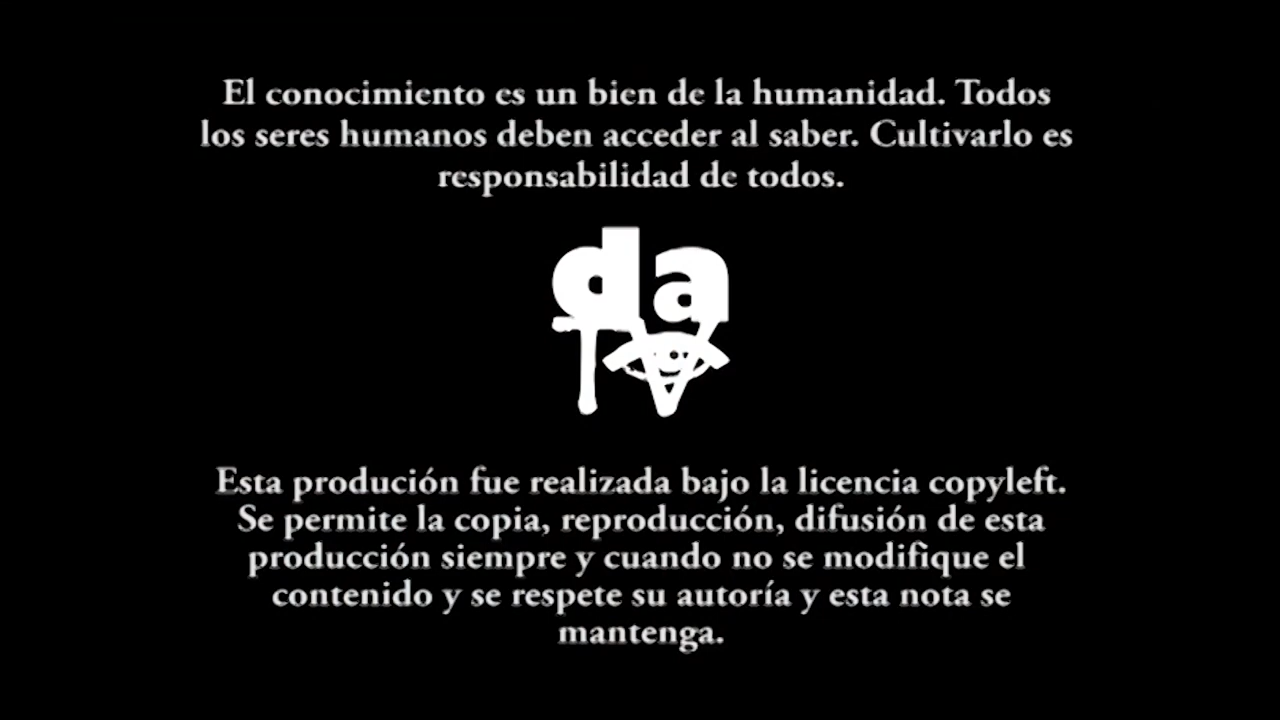 El conocimiento es un bien de la humanidad. Todos
los seres humanos deben acceder al saber. Cultivarlo es
responsabilidad de todos.
da
TV
Esta produción fue realizada bajo la licencia copyleft.
Se permite la copia, reproducción, difusión de esta
producción siempre y cuando no se modifique el
contenido y se respete su autoría y esta nota se
mantenga.